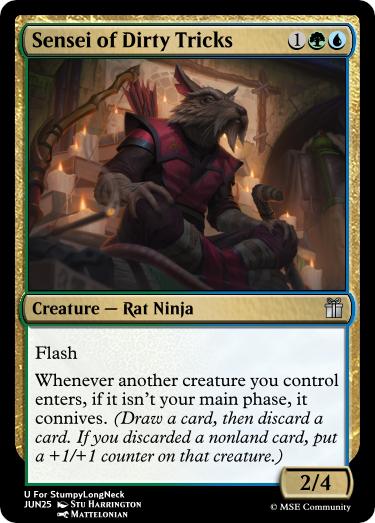 Sensei of Dirty Tricks 1
Creature — Rat Ninja
Flash
Whenever another creature you control
enters, if it isn't your main phase, it
connives. (Draw a card, then discard a
card. If you discarded a nonland card, put
a +1/+1 counter on that creature.)
2/4
U For StumpyLongNeck
JUN25 Stu Harrington © MSE Community
Mattelonian